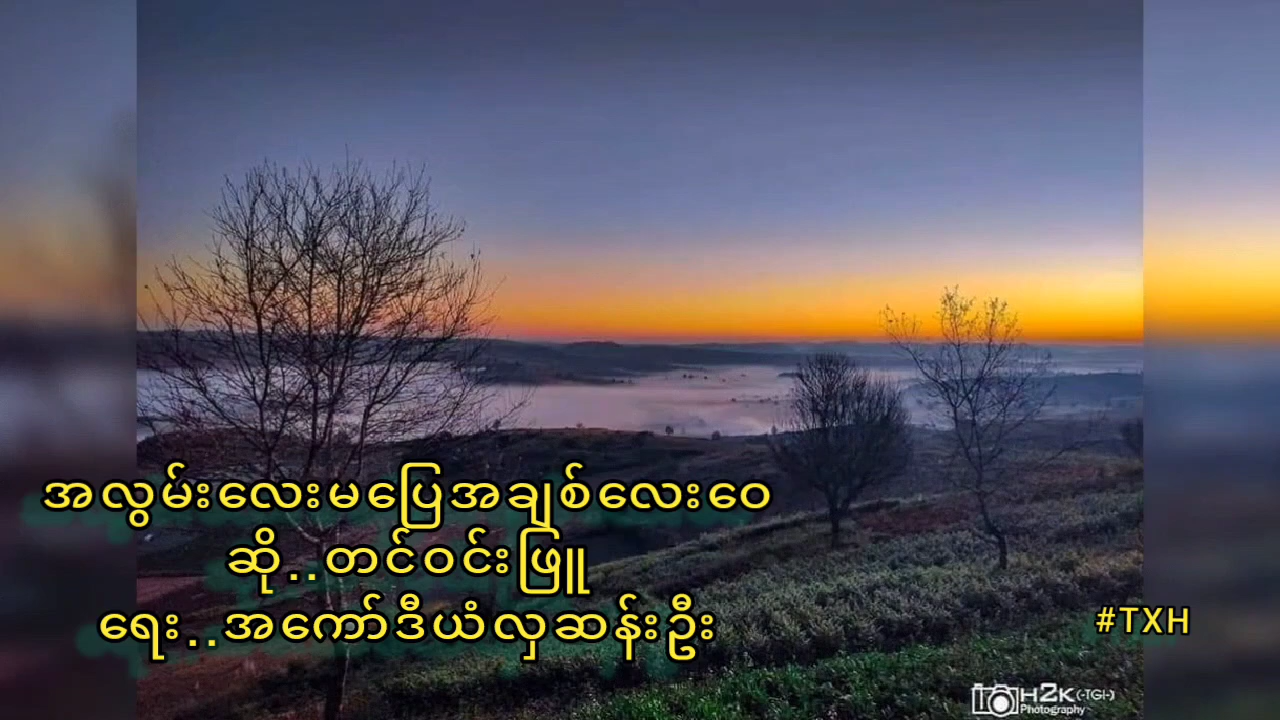 အလွမ်းလေးမပြေအချစ်လေးဝေ
ဆို..တင်ဝင်းဖြူ
ရေး..အကော်ဒီယံလှဆန်းဦး
#TXH
H2K (-TGI-)
Photography